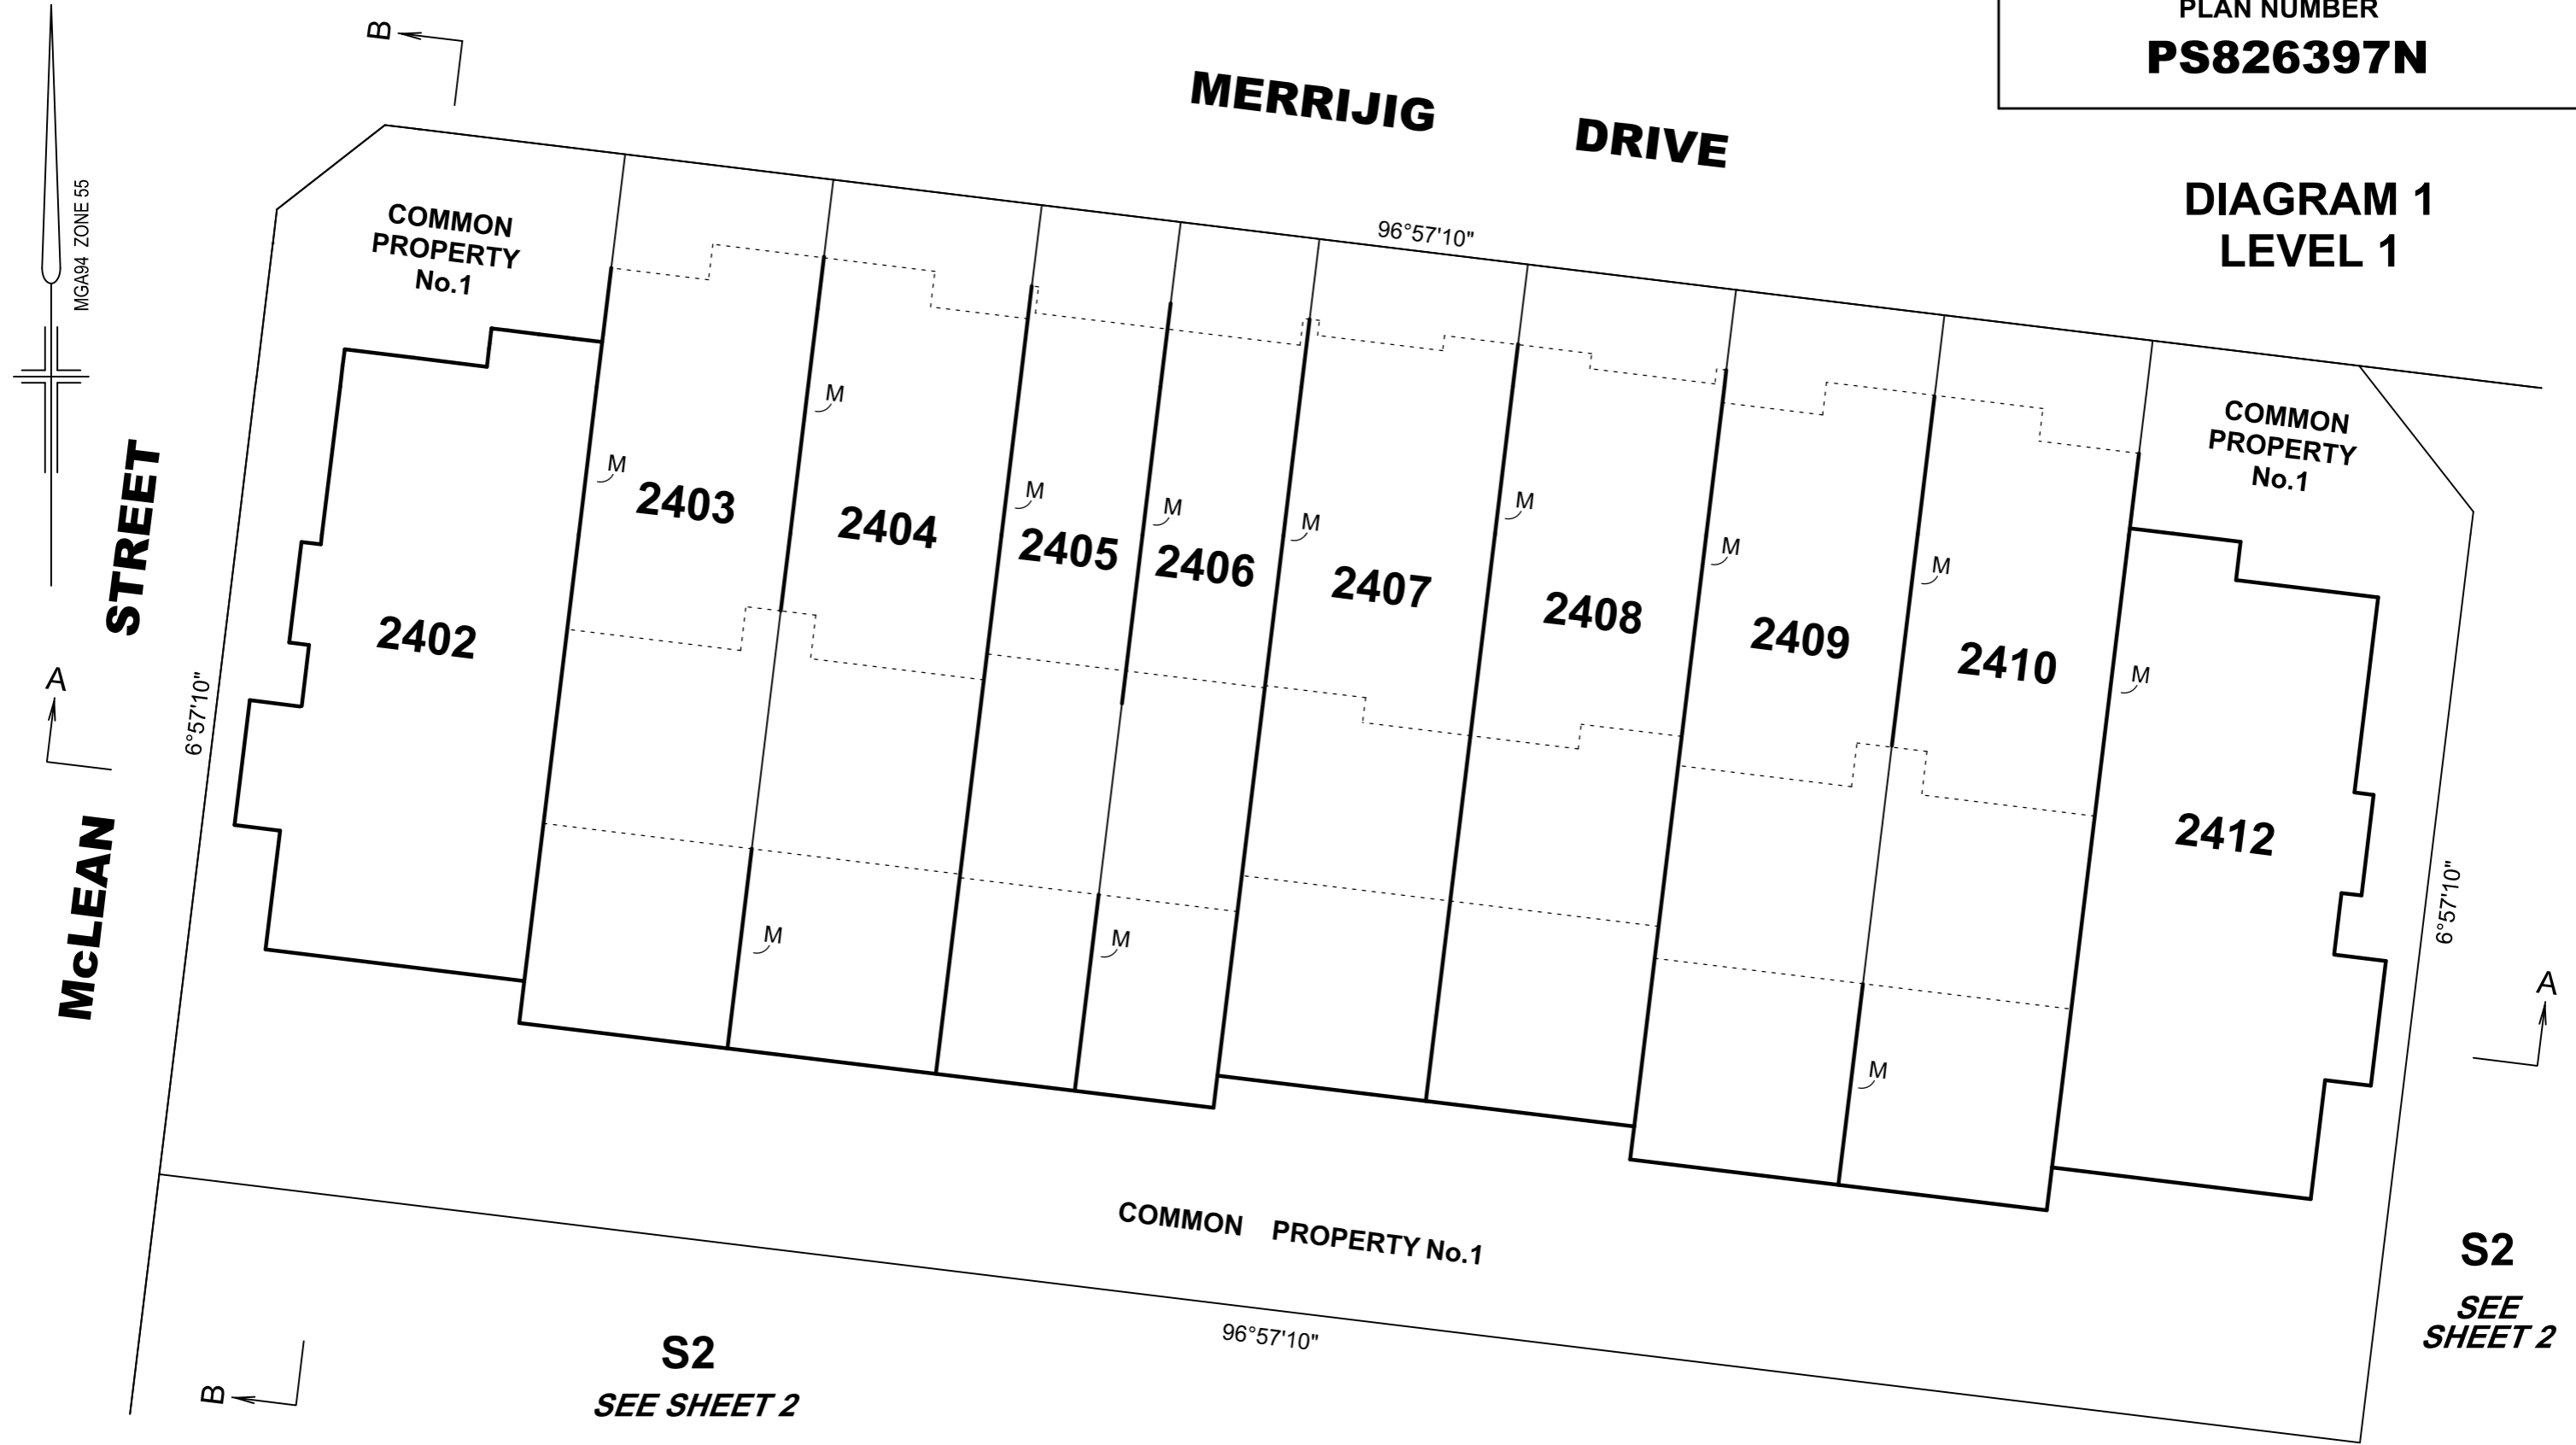 PLAN NUMBER
PS826397N
DIAGRAM 1
LEVEL 1
MERRIJIG DRIVE
96°57'10"
B
MGA94 ZONE 55
COMMON
PROPERTY
No.1
COMMON
PROPERTY
No.1
McLEAN STREET
6°57'10"
A
2402
M
2403
M
2404
M
2405
M
2406
M
2407
M
2408
M
2409
M
2410
M
2412
M
M
M
6°57'10"
A
COMMON PROPERTY No.1
96°57'10"
S2
SEE SHEET 2
B
S2
SEE
SHEET 2